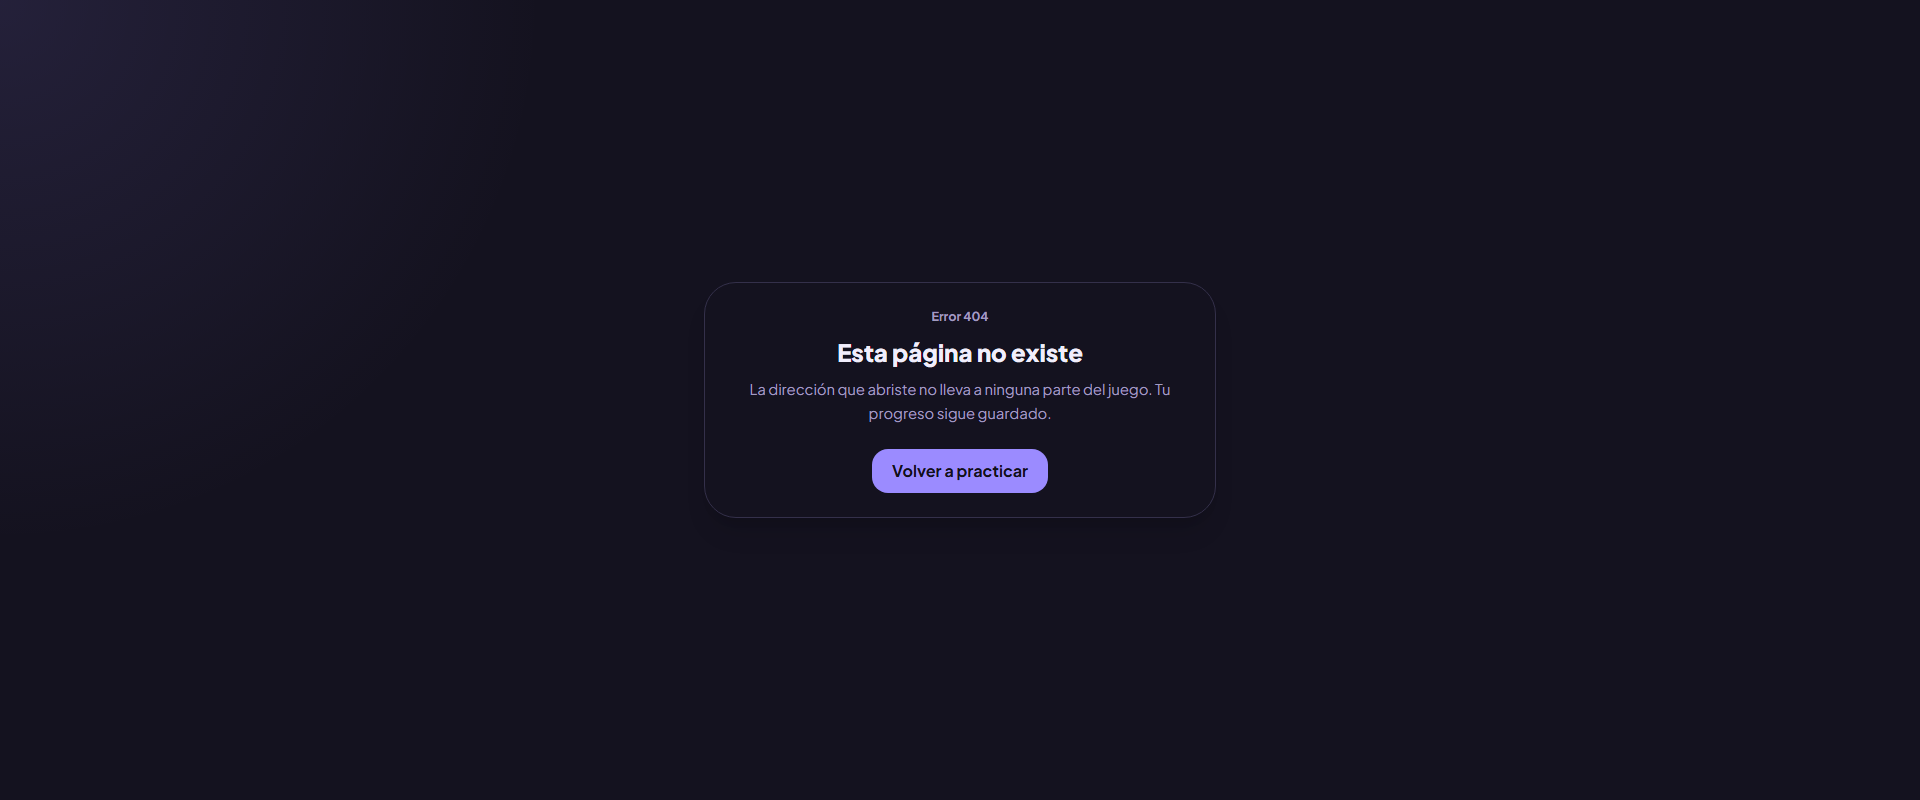 Error 404
Esta página no existe
La dirección que abriste no lleva a ninguna parte del juego. Tu
progreso sigue guardado.
Volver a practicar